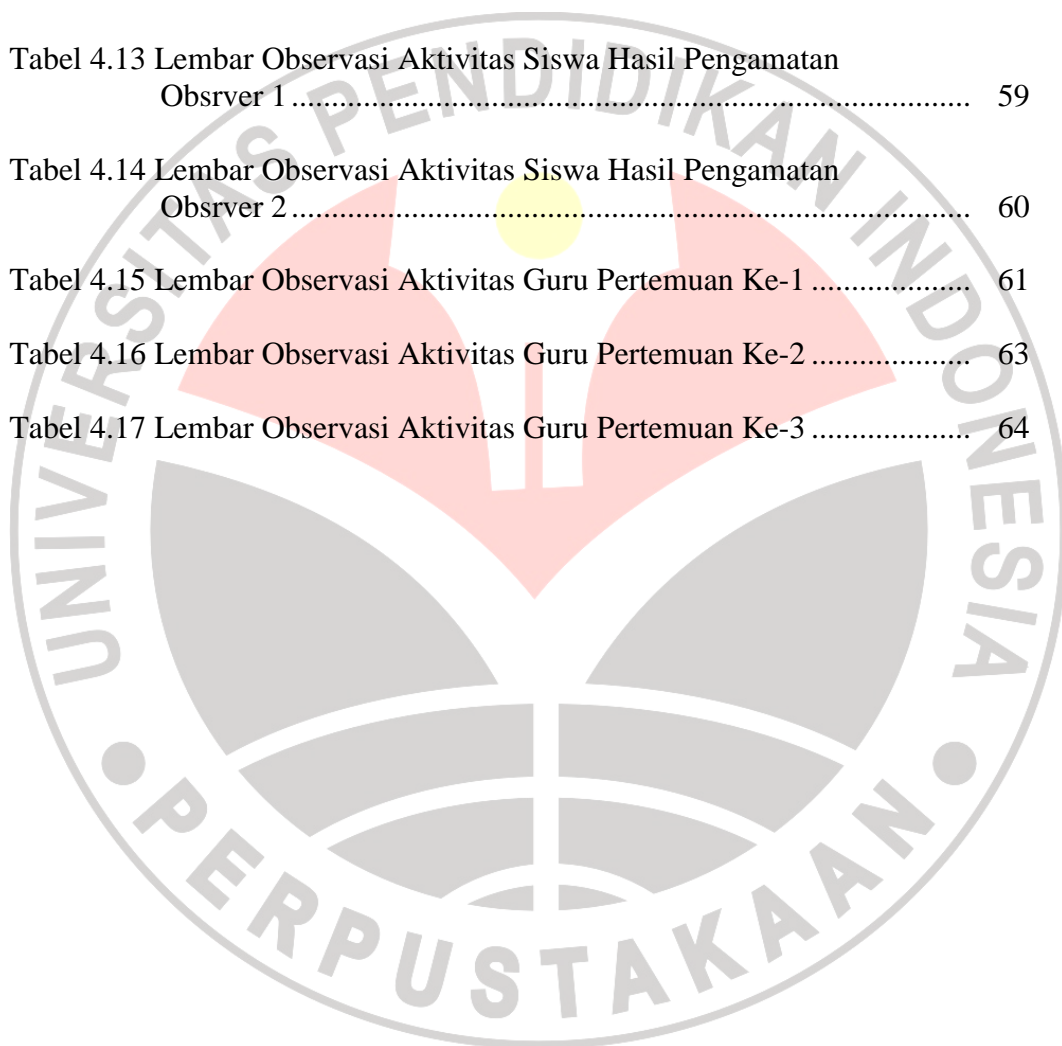 Tabel 4.13 Lembar Observasi Aktivitas Siswa Hasil Pengamatan
Obsrver 1 ........................................................................... 59
Tabel 4.14 Lembar Observasi Aktivitas Siswa Hasil Pengamatan
Obsrver 2 ........................................................................... 60
Tabel 4.15 Lembar Observasi Aktivitas Guru Pertemuan Ke-1 ................... 61
Tabel 4.16 Lembar Observasi Aktivitas Guru Pertemuan Ke-2 ................... 63
Tabel 4.17 Lembar Observasi Aktivitas Guru Pertemuan Ke-3 ................... 64
UNIVERSITAS PENDIDIKAN INDONESIA
PERPUSTAKAAN